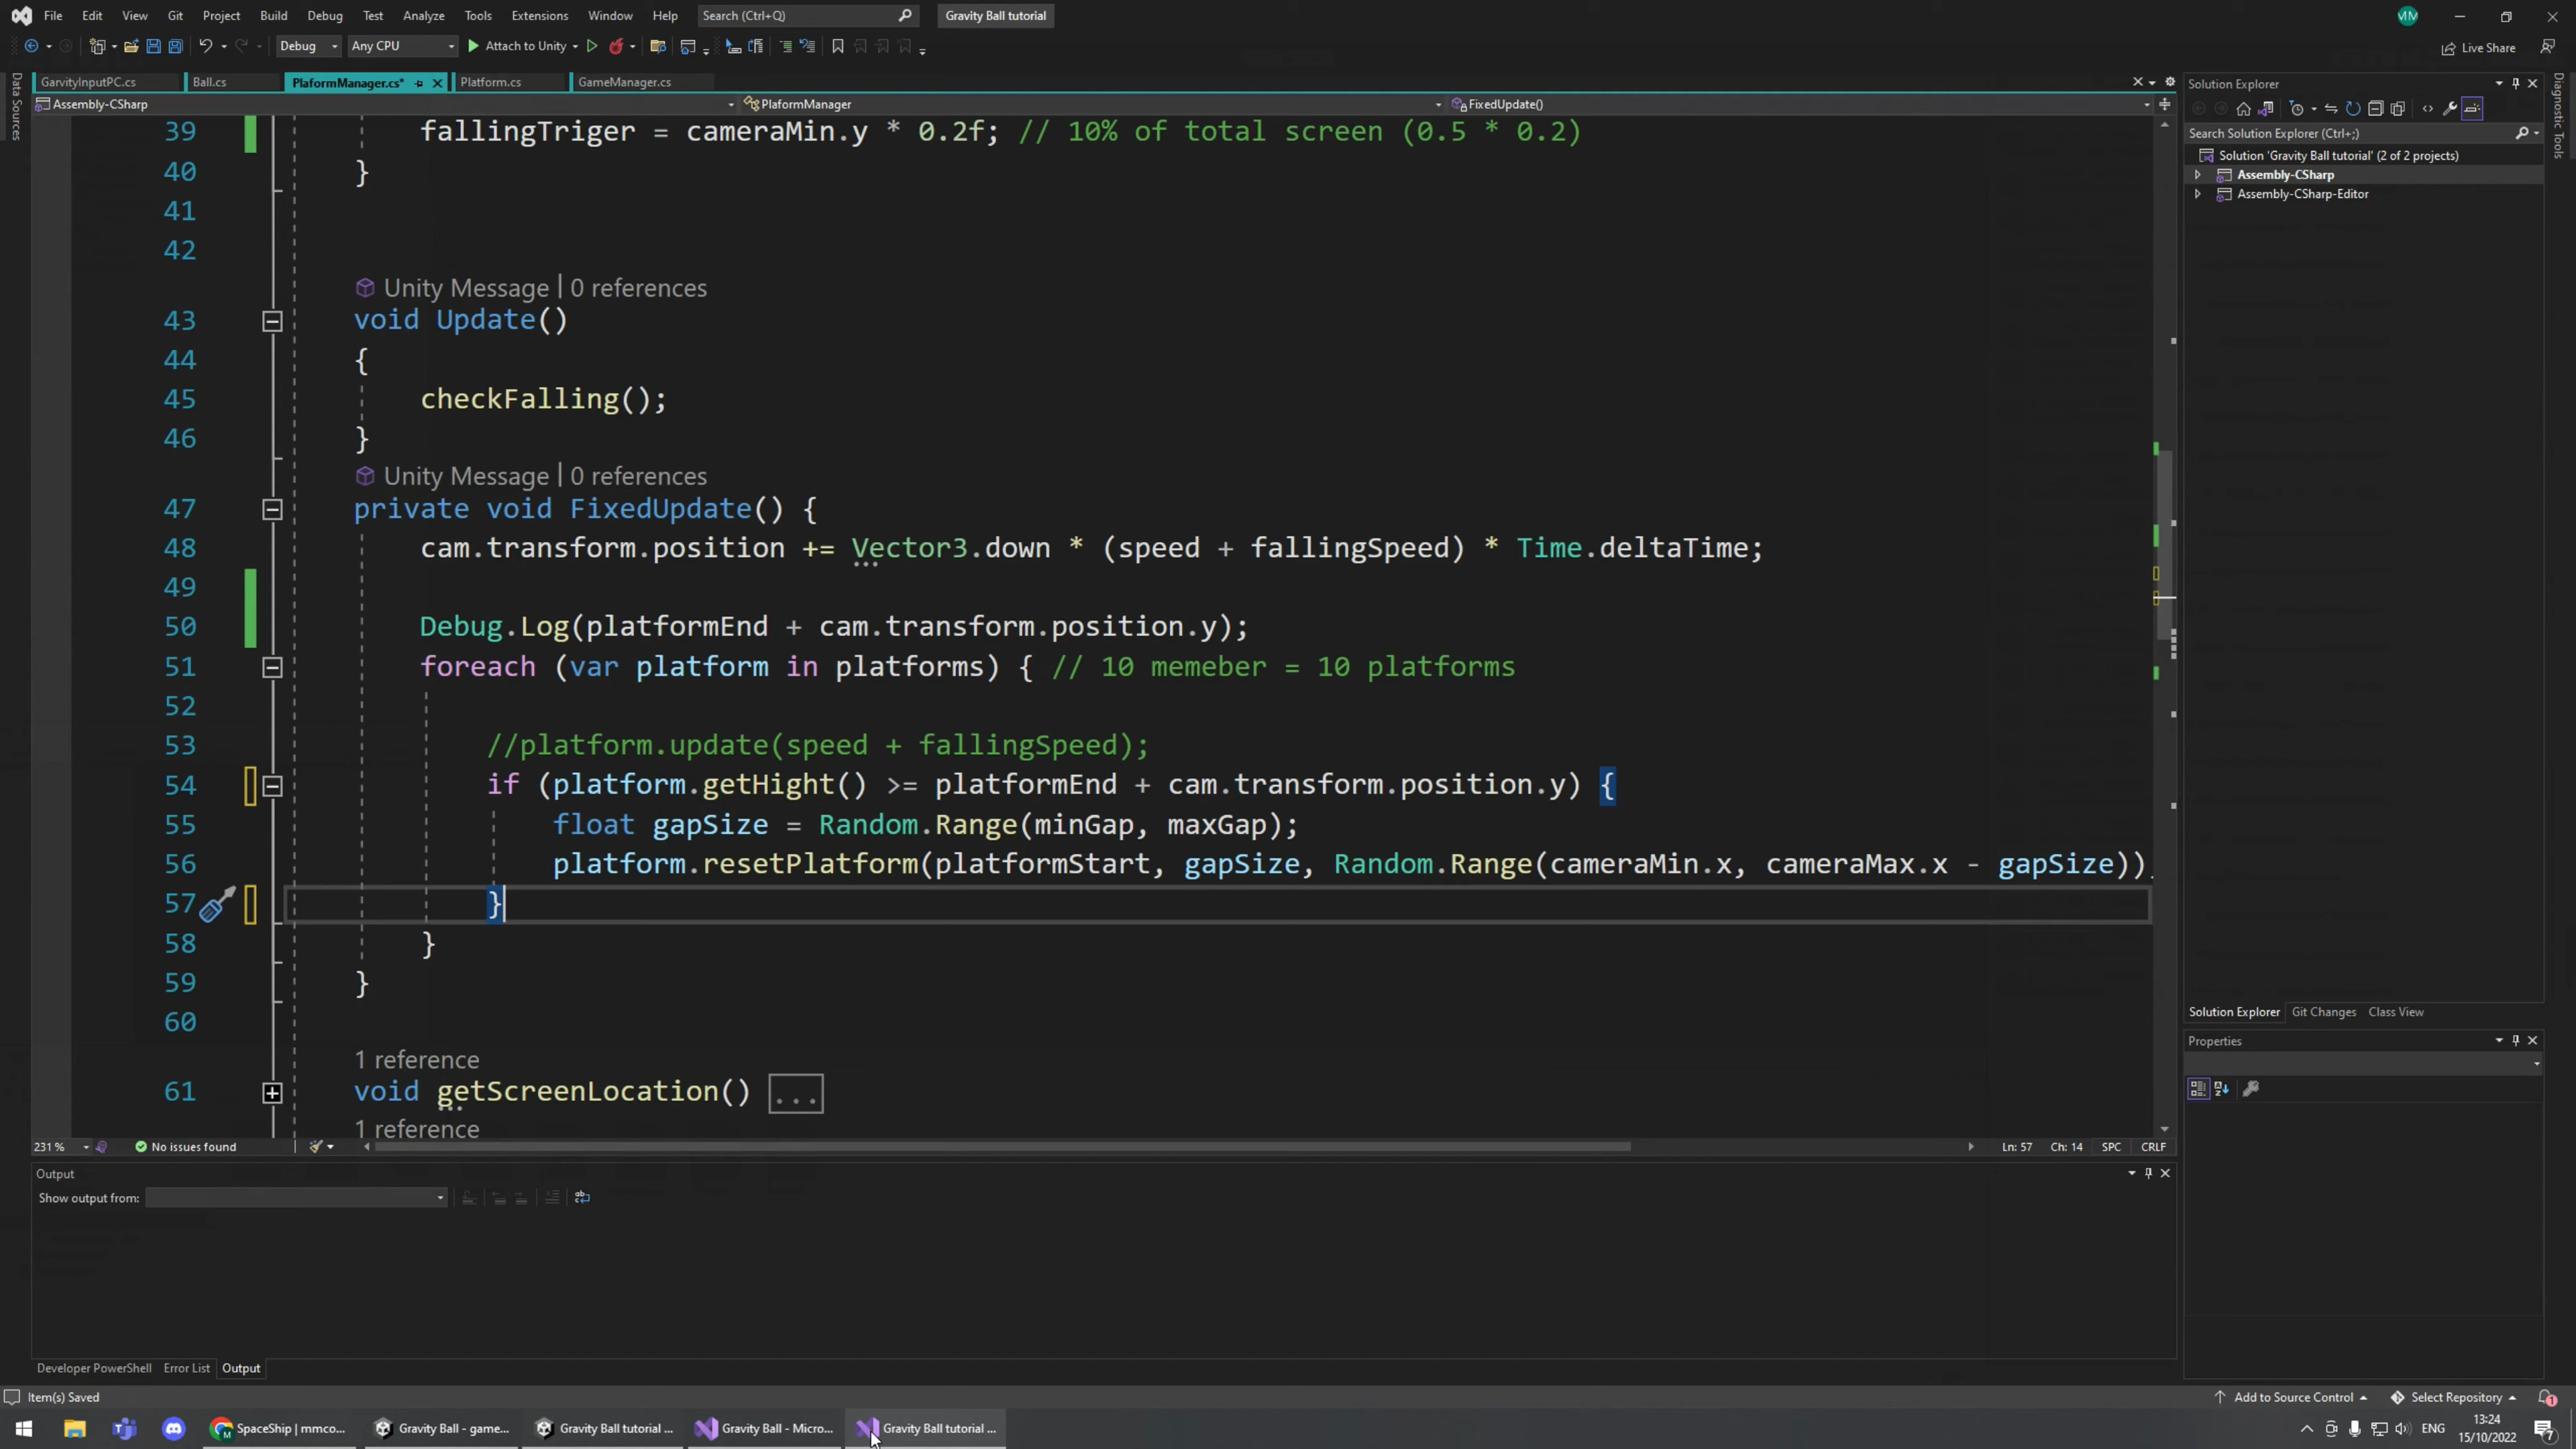 File Edit View Git Project Build Debug Test Analyze Tools Extensions Window Help Search (Ctrl+Q) Gravity Ball tutorial MM
Debug Any CPU Attach to Unity Live Share
GarvityInputPC.cs Ball.cs PlaformManager.cs* Platform.cs GameManager.cs
Assembly-CSharp PlaformManager FixedUpdate()
Data Sources
39 fallingTriger = cameraMin.y * 0.2f; // 10% of total screen (0.5 * 0.2)
40 }
41
42
Unity Message | 0 references
43 void Update()
44 {
45 checkFalling();
46 }
Unity Message | 0 references
47 private void FixedUpdate() {
48 cam.transform.position += Vector3.down * (speed + fallingSpeed) * Time.deltaTime;
49
50 Debug.Log(platformEnd + cam.transform.position.y);
51 foreach (var platform in platforms) { // 10 memeber = 10 platforms
52
53 //platform.update(speed + fallingSpeed);
54 if (platform.getHight() >= platformEnd + cam.transform.position.y) {
55 float gapSize = Random.Range(minGap, maxGap);
56 platform.resetPlatform(platformStart, gapSize, Random.Range(cameraMin.x, cameraMax.x - gapSize))
57 }
58 }
59 }
60
1 reference
61 void getScreenLocation() ...
1 reference
231 % No issues found Ln: 57 Ch: 14 SPC CRLF
Output
Show output from:
Developer PowerShell Error List Output
Solution Explorer
Search Solution Explorer (Ctrl+;)
Solution 'Gravity Ball tutorial' (2 of 2 projects)
Assembly-CSharp
Assembly-CSharp-Editor
Solution Explorer Git Changes Class View
Properties
Diagnostic Tools
Item(s) Saved Add to Source Control Select Repository 1
SpaceShip | mmco... Gravity Ball - game... Gravity Ball tutorial ... Gravity Ball - Micro... Gravity Ball tutorial ... ENG 13:24
15/10/2022 7